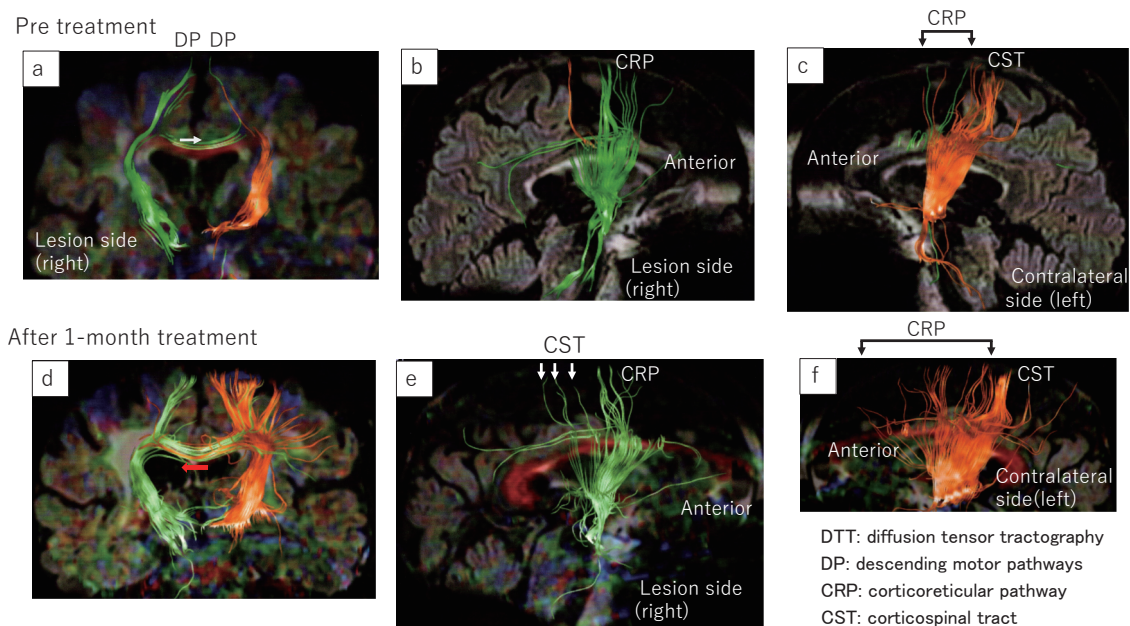 Pre treatment
DP DP
a
Lesion side
(right)
b
CRP
Anterior
Lesion side
(right)
CRP
c
CST
Anterior
Contralateral
side (left)
After 1-month treatment
d
CST
e
CRP
Anterior
Lesion side
(right)
CRP
f
CST
Anterior
Contralateral
side(left)
DTT: diffusion tensor tractography
DP: descending motor pathways
CRP: corticoreticular pathway
CST: corticospinal tract